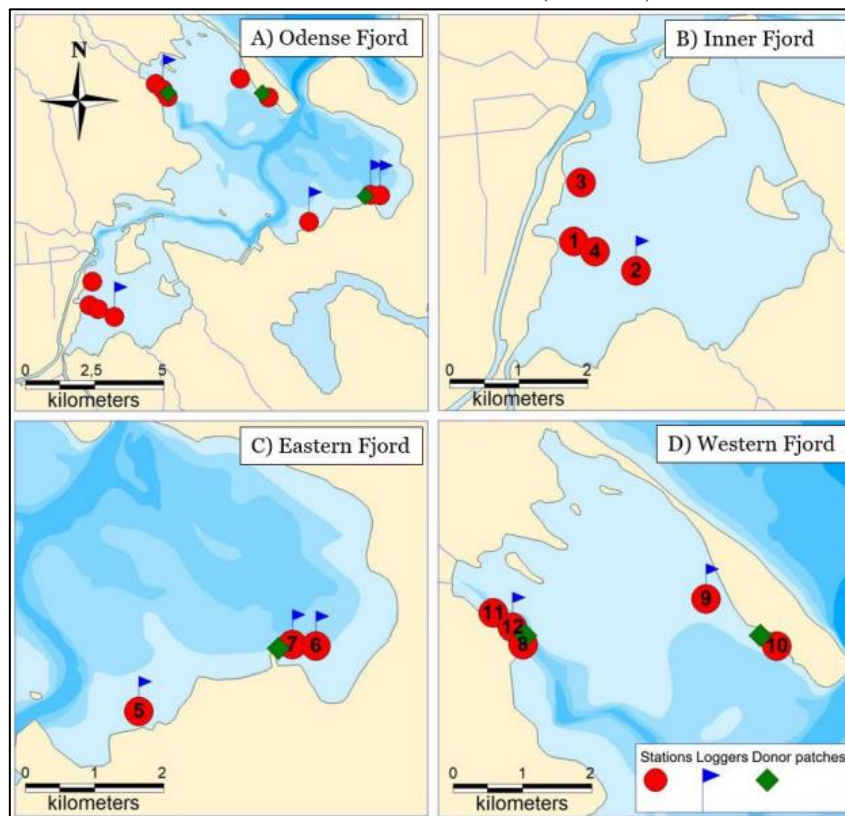 A) Odense Fjord
N
0 2,5 5
kilometers
B) Inner Fjord
3
1
4
2
0 1 2
kilometers
C) Eastern Fjord
7
6
5
0 1 2
kilometers
D) Western Fjord
9
11
12
8
10
0 1 2
kilometers
Stations Loggers Donor patches